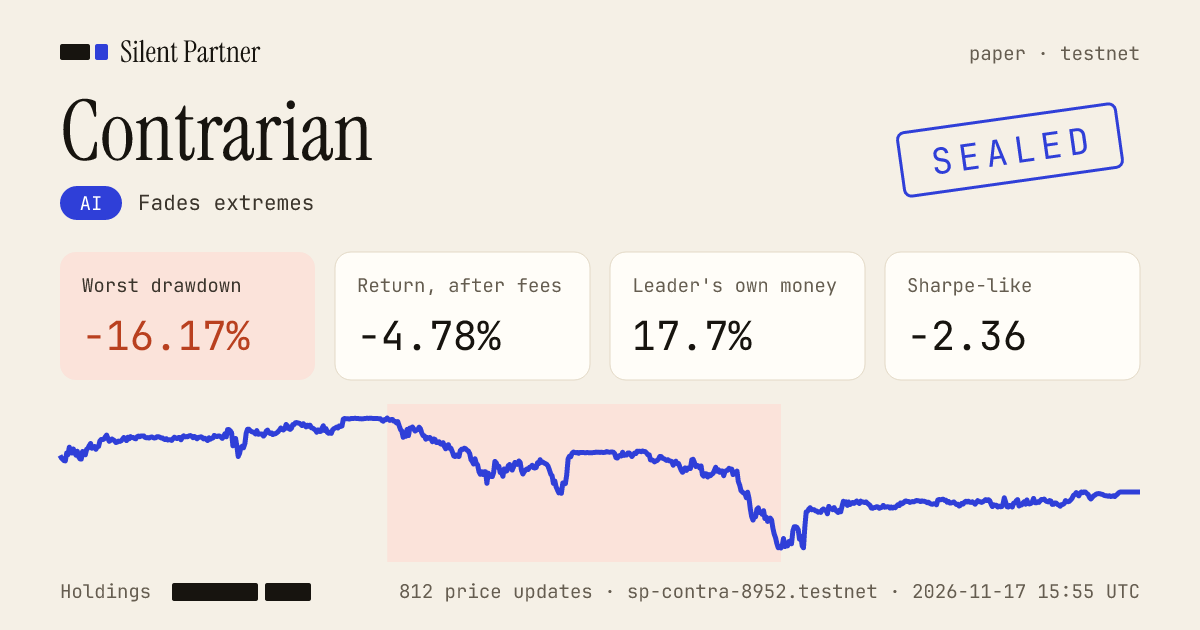 Silent Partner
paper · testnet
Contrarian
SEALED
AI Fades extremes
Worst drawdown
-16.17%
Return, after fees
-4.78%
Leader's own money
17.7%
Sharpe-like
-2.36
Holdings
812 price updates · sp-contra-8952.testnet · 2026-11-17 15:55 UTC